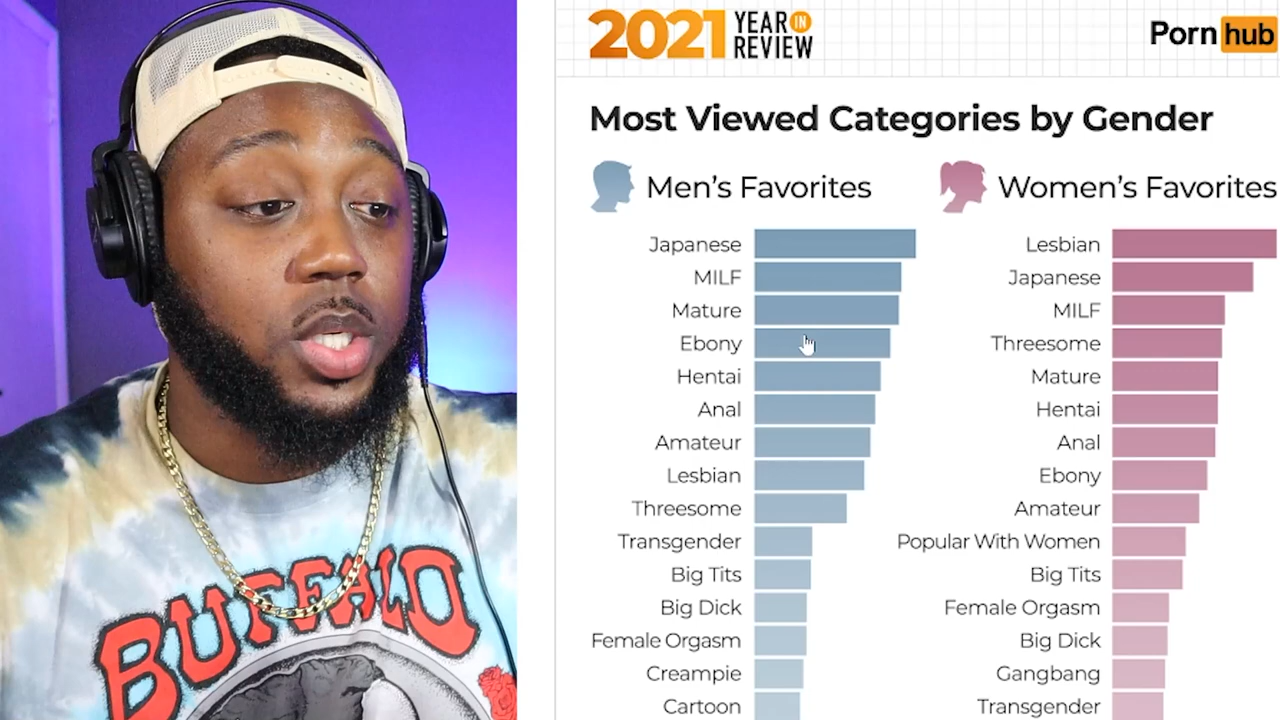 2021 YEAR IN REVIEW
Pornhub
Most Viewed Categories by Gender
Men's Favorites
Japanese
MILF
Mature
Ebony
Hentai
Anal
Amateur
Lesbian
Threesome
Transgender
Big Tits
Big Dick
Female Orgasm
Creampie
Cartoon
Women's Favorites
Lesbian
Japanese
MILF
Threesome
Mature
Hentai
Anal
Ebony
Amateur
Popular With Women
Big Tits
Female Orgasm
Big Dick
Gangbang
Transgender
BUFFALO